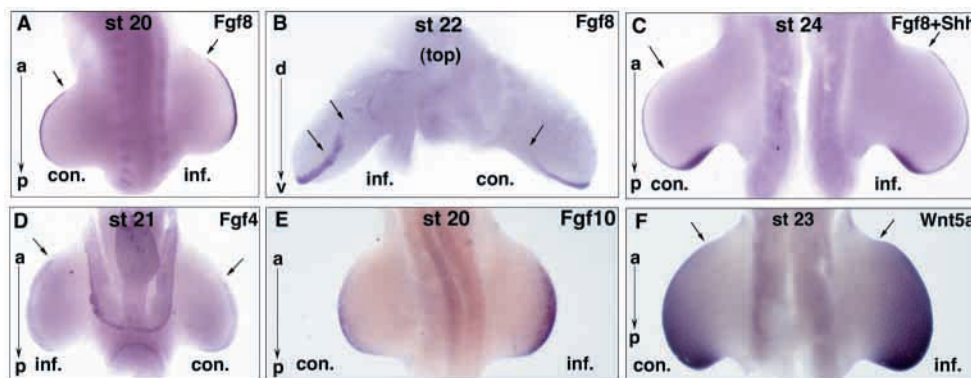 A st 20 Fgf8
a
p
con. inf.
B st 22 Fgf8
(top)
d
v
inf. con.
C st 24 Fgf8+Shh
a
p
con. inf.
D st 21 Fgf4
a
p
inf. con.
E st 20 Fgf10
a
p
con. inf.
F st 23 Wnt5a
a
p
con. inf.